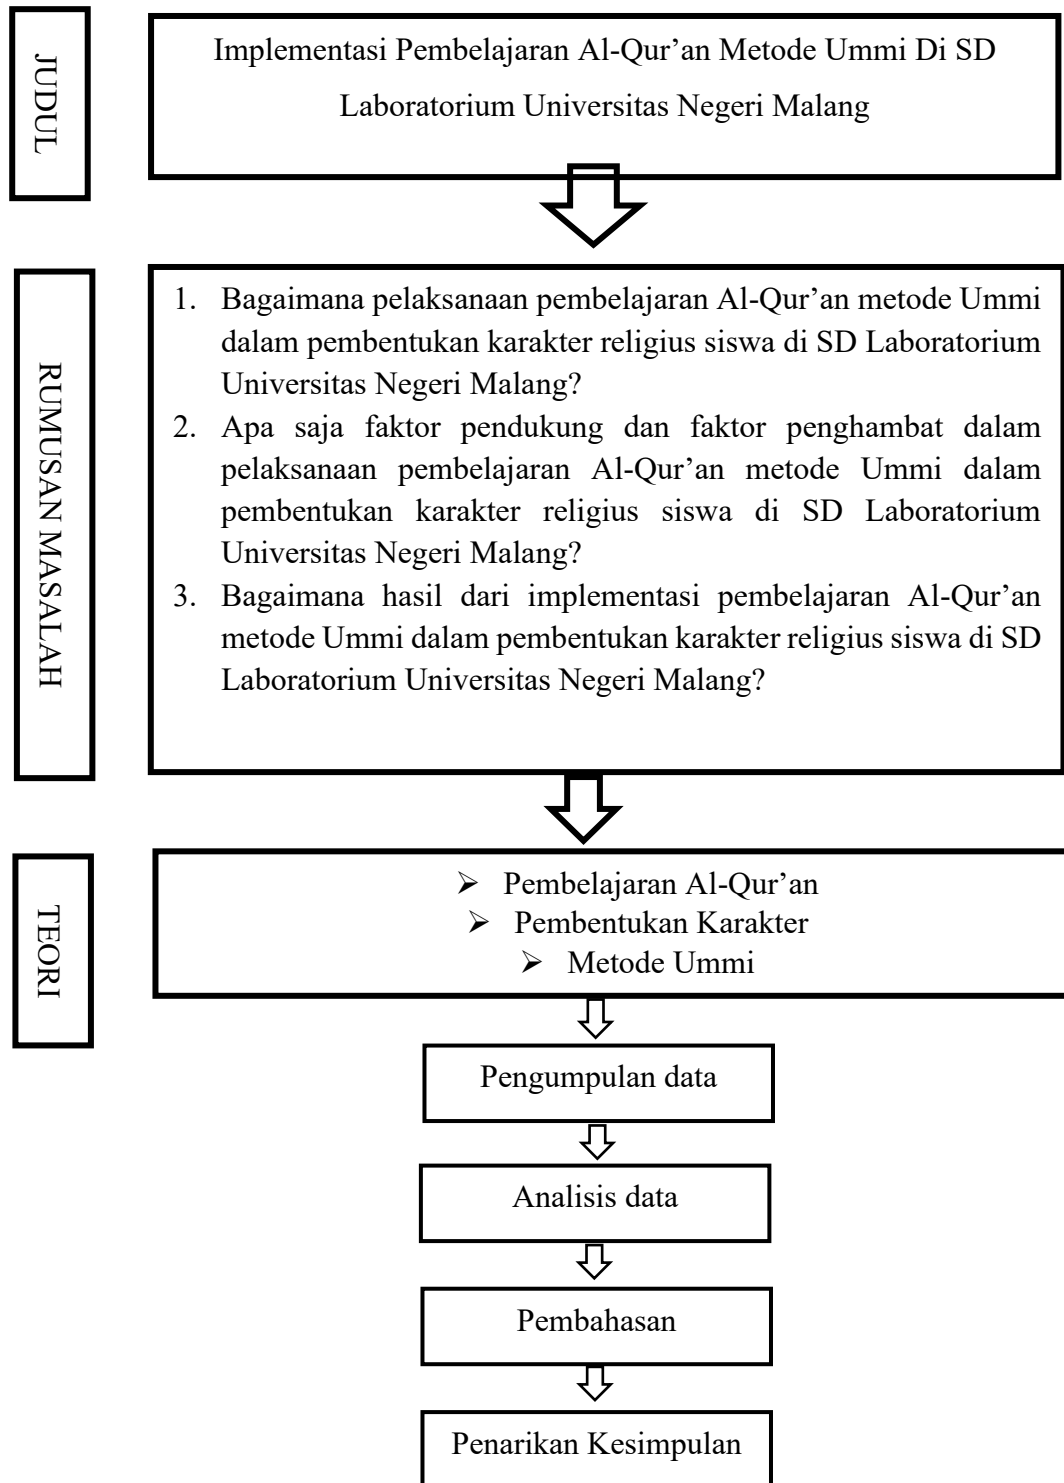 JUDUL
Implementasi Pembelajaran Al-Qur’an Metode Ummi Di SD
Laboratorium Universitas Negeri Malang
RUMUSAN MASALAH
1. Bagaimana pelaksanaan pembelajaran Al-Qur’an metode Ummi
dalam pembentukan karakter religius siswa di SD Laboratorium
Universitas Negeri Malang?
2. Apa saja faktor pendukung dan faktor penghambat dalam
pelaksanaan pembelajaran Al-Qur’an metode Ummi dalam
pembentukan karakter religius siswa di SD Laboratorium
Universitas Negeri Malang?
3. Bagaimana hasil dari implementasi pembelajaran Al-Qur’an
metode Ummi dalam pembentukan karakter religius siswa di SD
Laboratorium Universitas Negeri Malang?
TEORI
➢ Pembelajaran Al-Qur’an
➢ Pembentukan Karakter
➢ Metode Ummi
Pengumpulan data
Analisis data
Pembahasan
Penarikan Kesimpulan